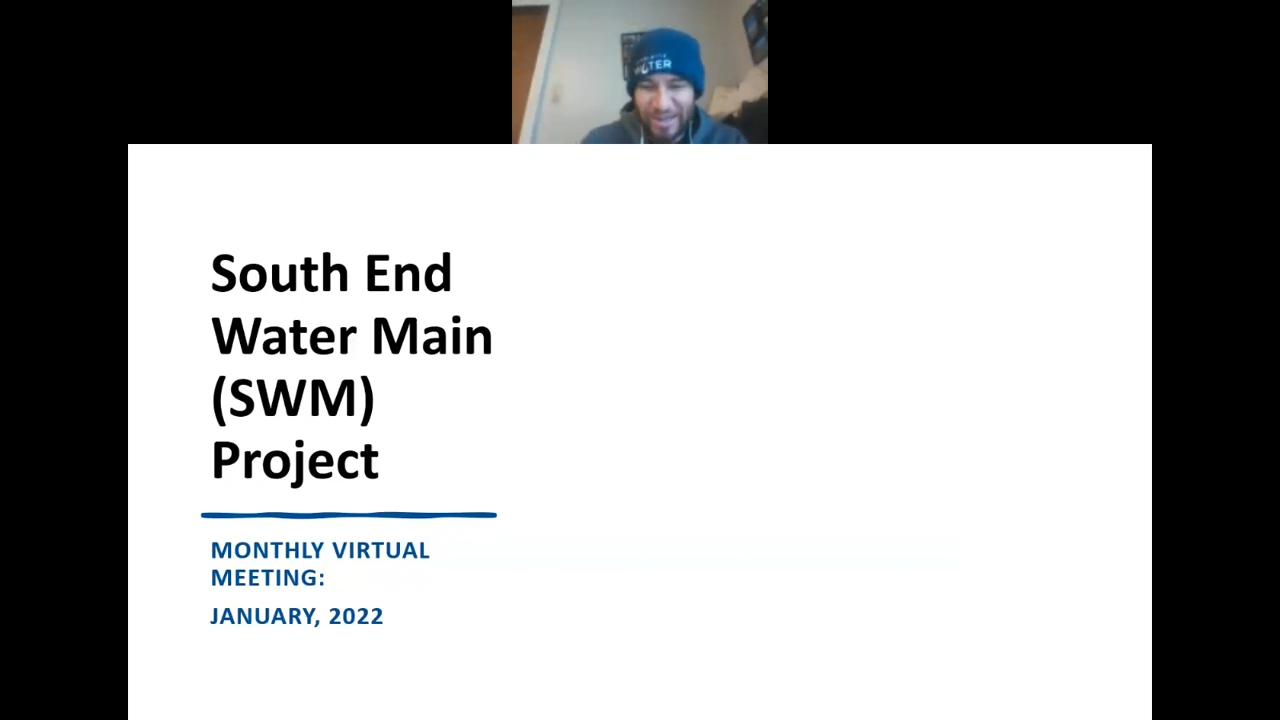 South End
Water Main
(SWM)
Project
MONTHLY VIRTUAL
MEETING:
JANUARY, 2022